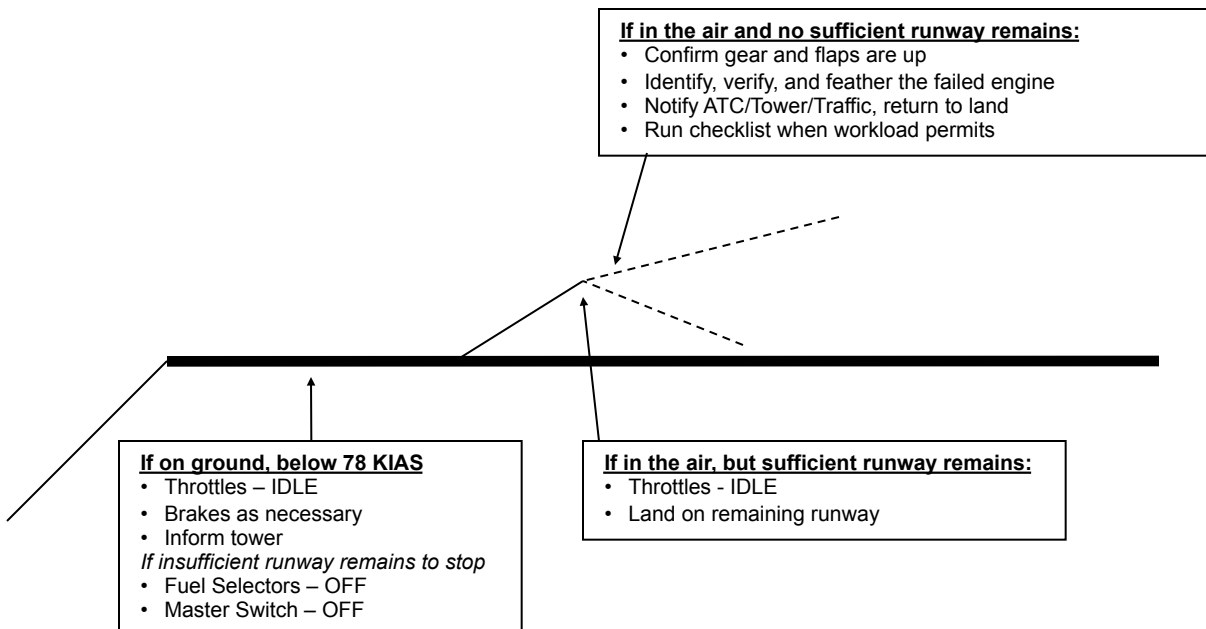 If in the air and no sufficient runway remains:
• Confirm gear and flaps are up
• Identify, verify, and feather the failed engine
• Notify ATC/Tower/Traffic, return to land
• Run checklist when workload permits
If on ground, below 78 KIAS
• Throttles – IDLE
• Brakes as necessary
• Inform tower
If insufficient runway remains to stop
• Fuel Selectors – OFF
• Master Switch – OFF
If in the air, but sufficient runway remains:
• Throttles - IDLE
• Land on remaining runway